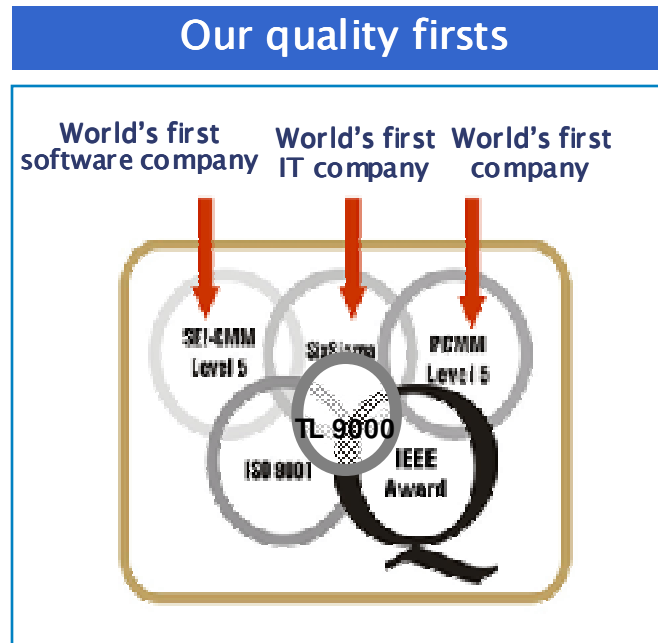 Our quality firsts
World's first
software company
World's first
IT company
World's first
company
SEI-CMM
Level 5
SixSigma
PCMM
Level 5
TL 9000
ISO 9001
IEEE
Award